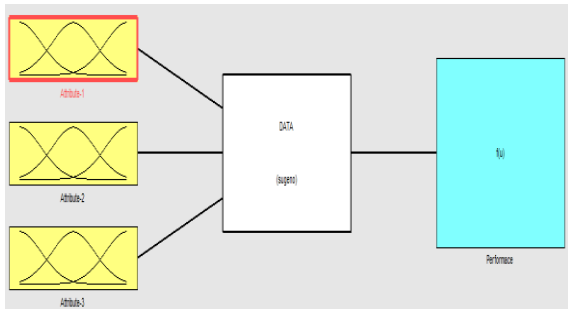 Attribute-1
Attribute-2
Attribute-3
DATA
(sugeno)
f(u)
Performace